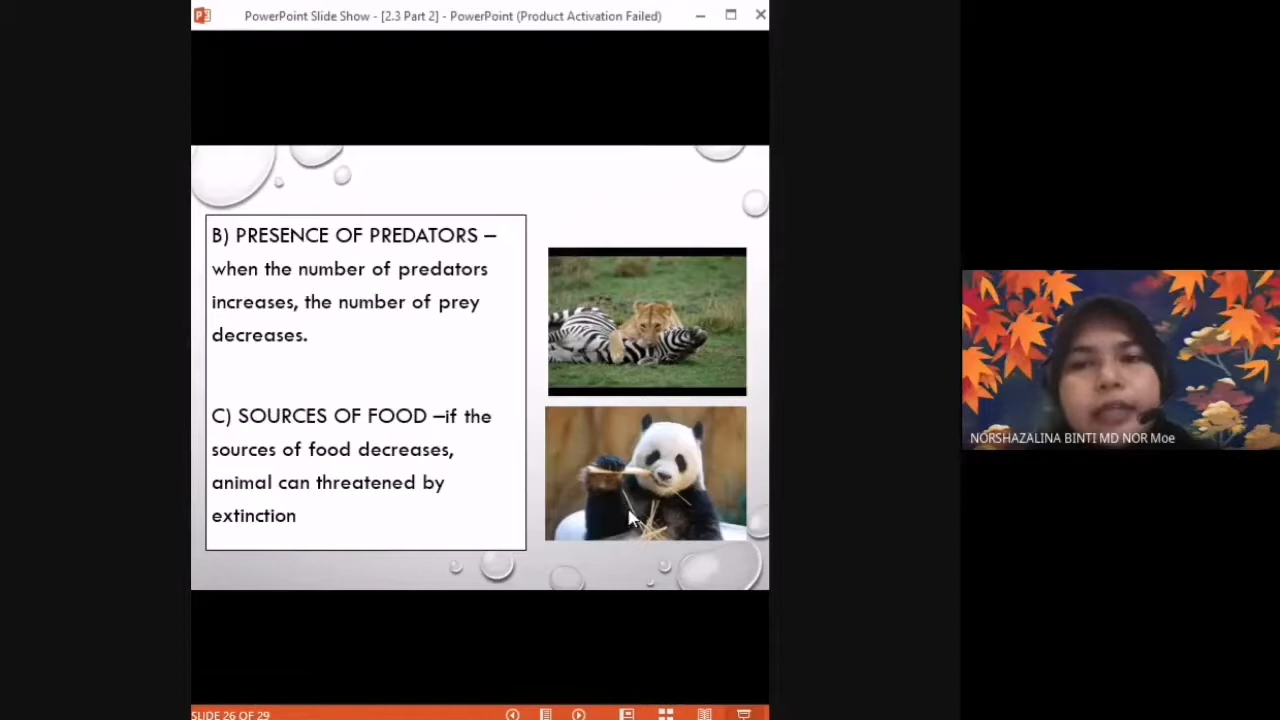 PowerPoint Slide Show - [2.3 Part 2] - PowerPoint (Product Activation Failed)
B) PRESENCE OF PREDATORS –
when the number of predators
increases, the number of prey
decreases.
C) SOURCES OF FOOD –if the
sources of food decreases,
animal can threatened by
extinction
NORSHAZALINA BINTI MD NOR Moe
SLIDE 26 OF 29